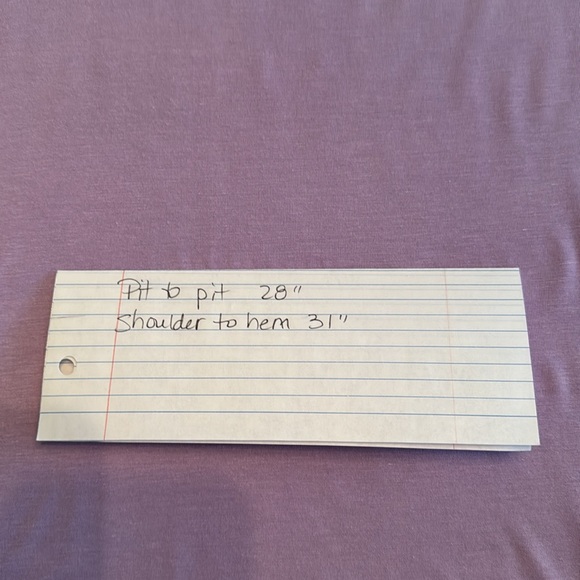 Pit to pit 28"
Shoulder to hem 31"